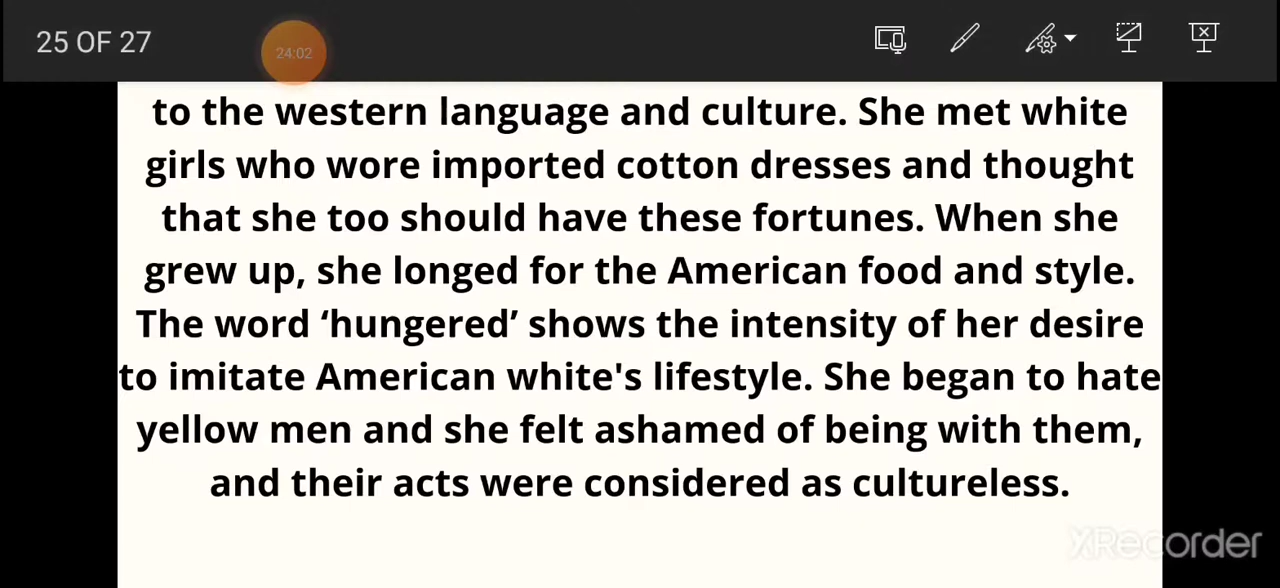 25 OF 27
24:02
to the western language and culture. She met white
girls who wore imported cotton dresses and thought
that she too should have these fortunes. When she
grew up, she longed for the American food and style.
The word ‘hungered’ shows the intensity of her desire
to imitate American white's lifestyle. She began to hate
yellow men and she felt ashamed of being with them,
and their acts were considered as cultureless.
XRecorder